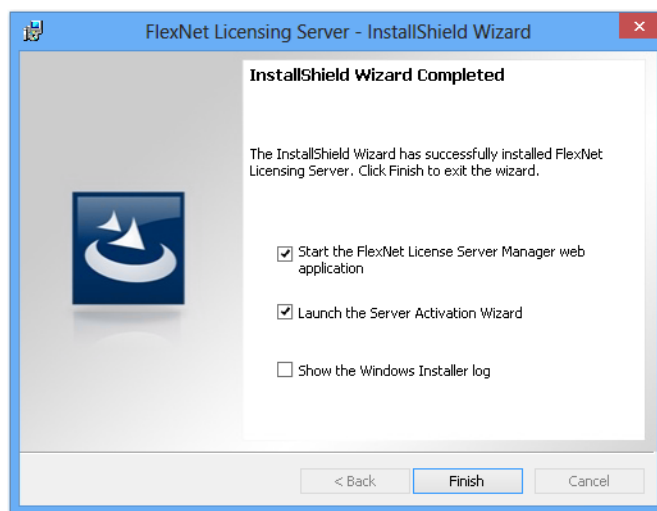 FlexNet Licensing Server - InstallShield Wizard
InstallShield Wizard Completed
The InstallShield Wizard has successfully installed FlexNet
Licensing Server. Click Finish to exit the wizard.
Start the FlexNet License Server Manager web
application
Launch the Server Activation Wizard
Show the Windows Installer log
< Back
Finish
Cancel